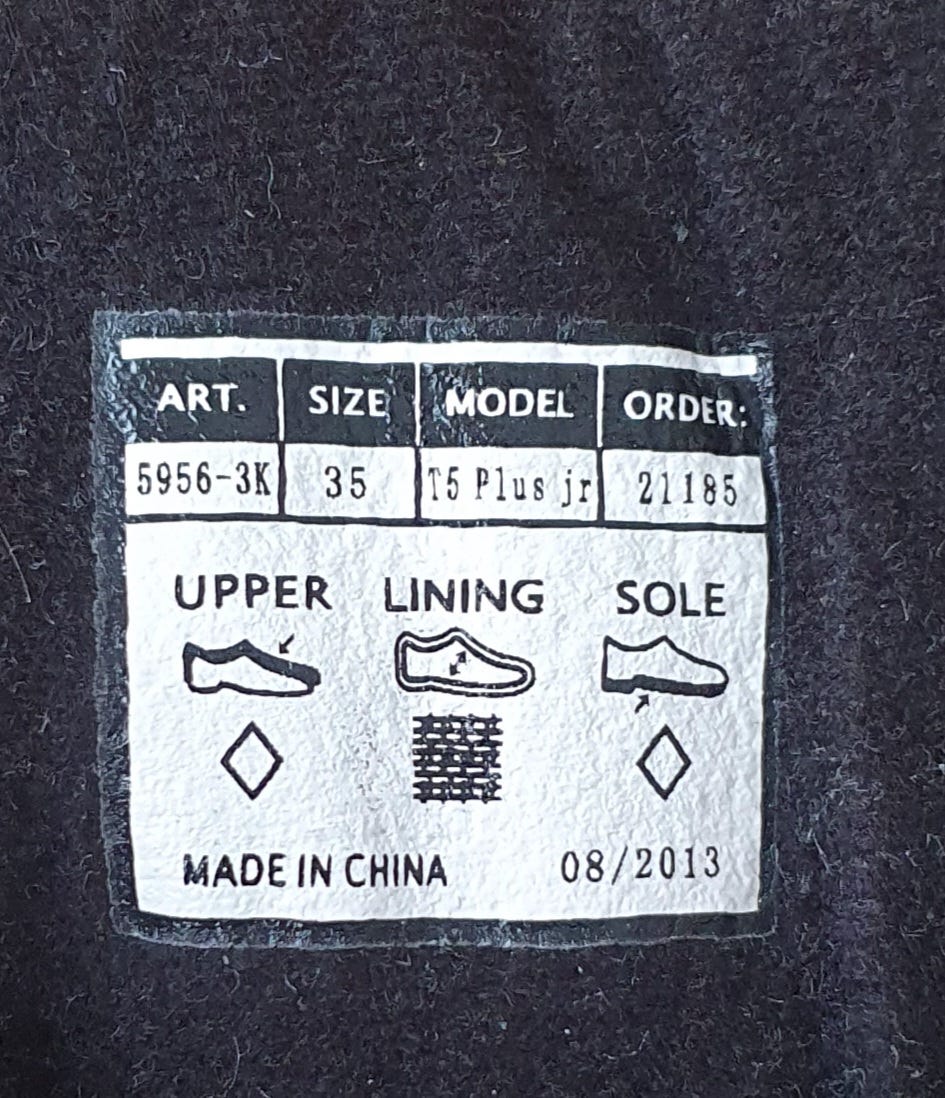 ART. SIZE MODEL ORDER:
5956-3K 35 T5 Plus jr 21185
UPPER LINING SOLE
MADE IN CHINA 08/2013